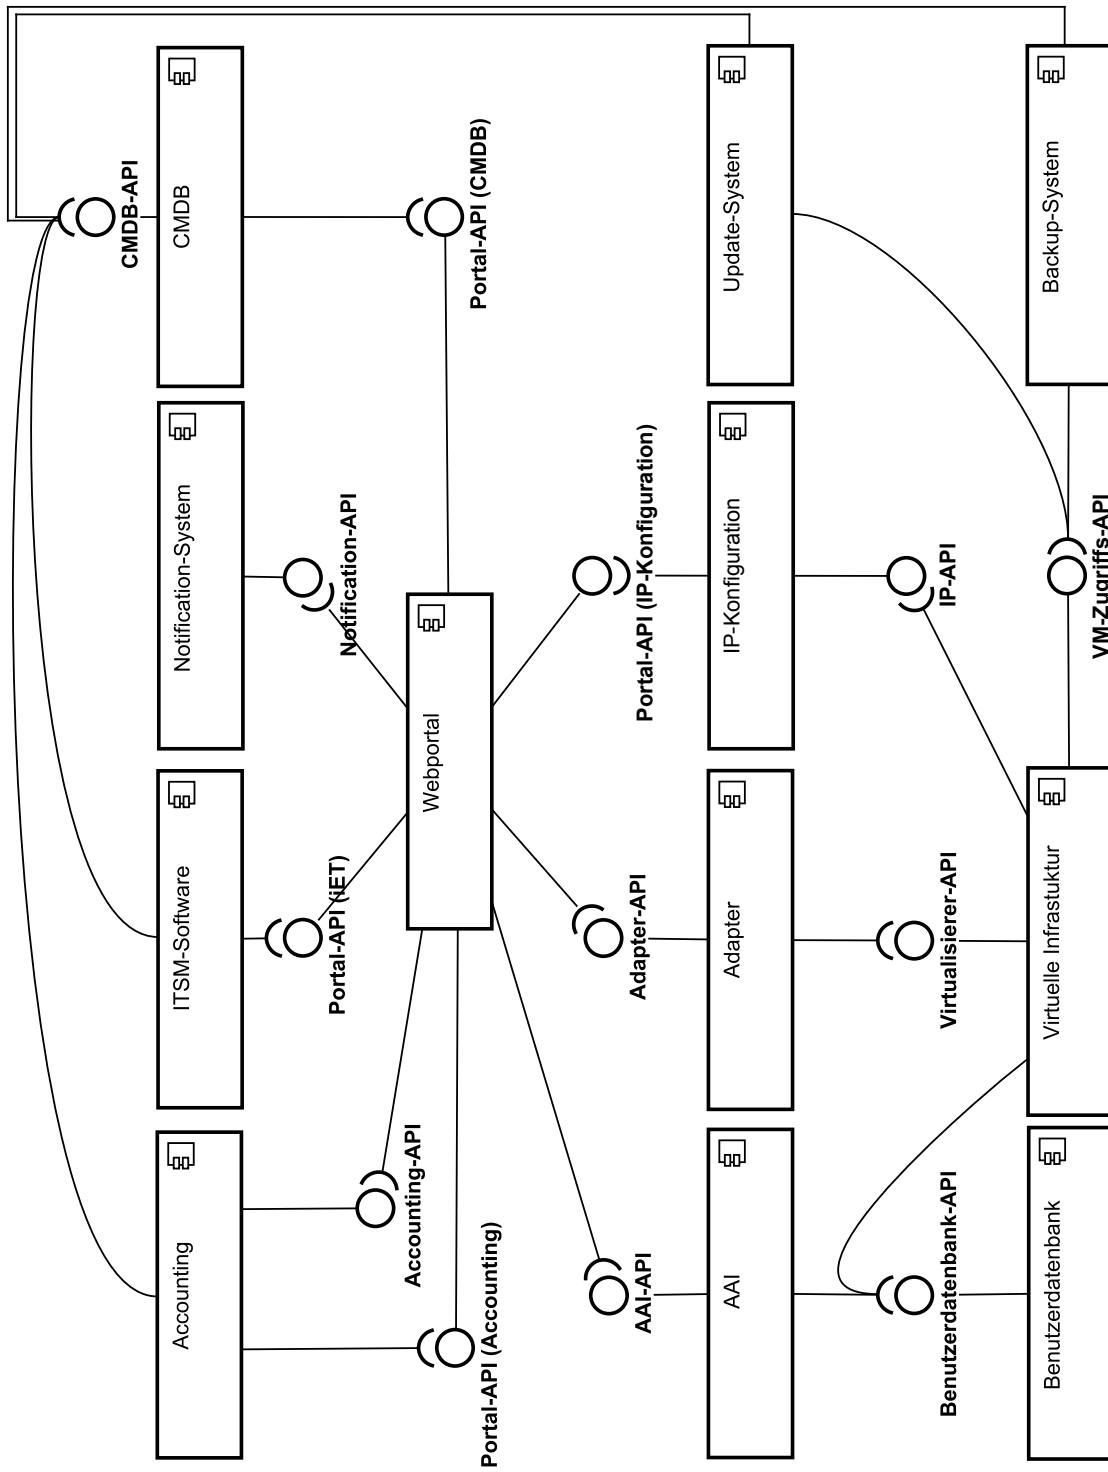 CMDB-API
Accounting
ITSM-Software
Notification-System
CMDB
Portal-API (iET)
Notification-API
Accounting-API
Portal-API (Accounting)
Webportal
Portal-API (CMDB)
AAI-API
Adapter-API
Portal-API (IP-Konfiguration)
AAI
Adapter
IP-Konfiguration
Update-System
Benutzerdatenbank-API
Virtualisierer-API
IP-API
Benutzerdatenbank
Virtuelle Infrastuktur
Backup-System
VM-Zugriffs-API